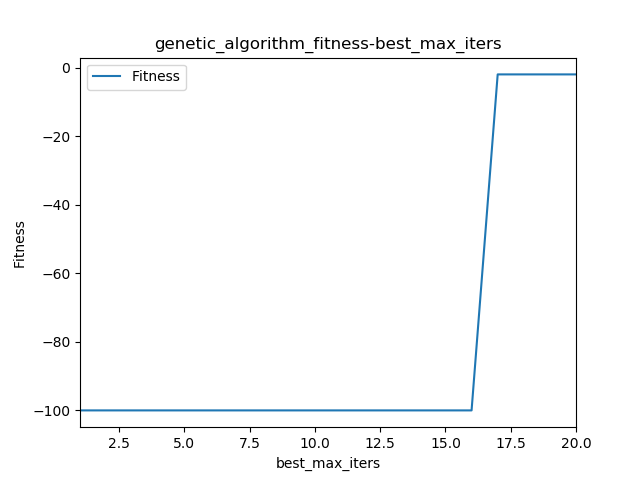 genetic_algorithm_fitness-best_max_iters
Fitness
0
−20
−40
−60
−80
−100
Fitness
2.5 5.0 7.5 10.0 12.5 15.0 17.5 20.0
best_max_iters